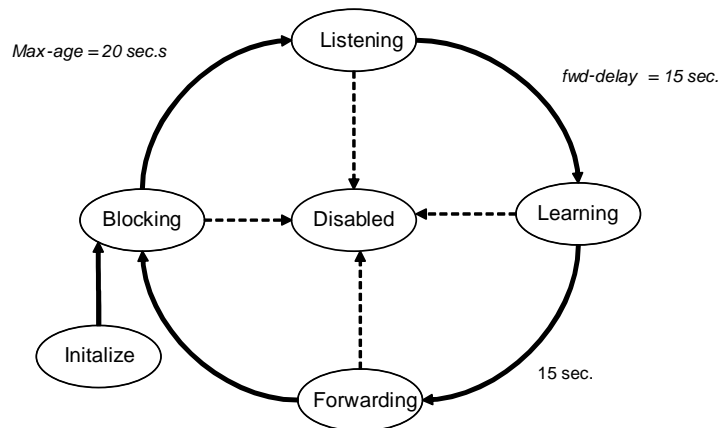 Listening
Max-age = 20 sec.s
fwd-delay = 15 sec.
Blocking
Disabled
Learning
Initalize
15 sec.
Forwarding